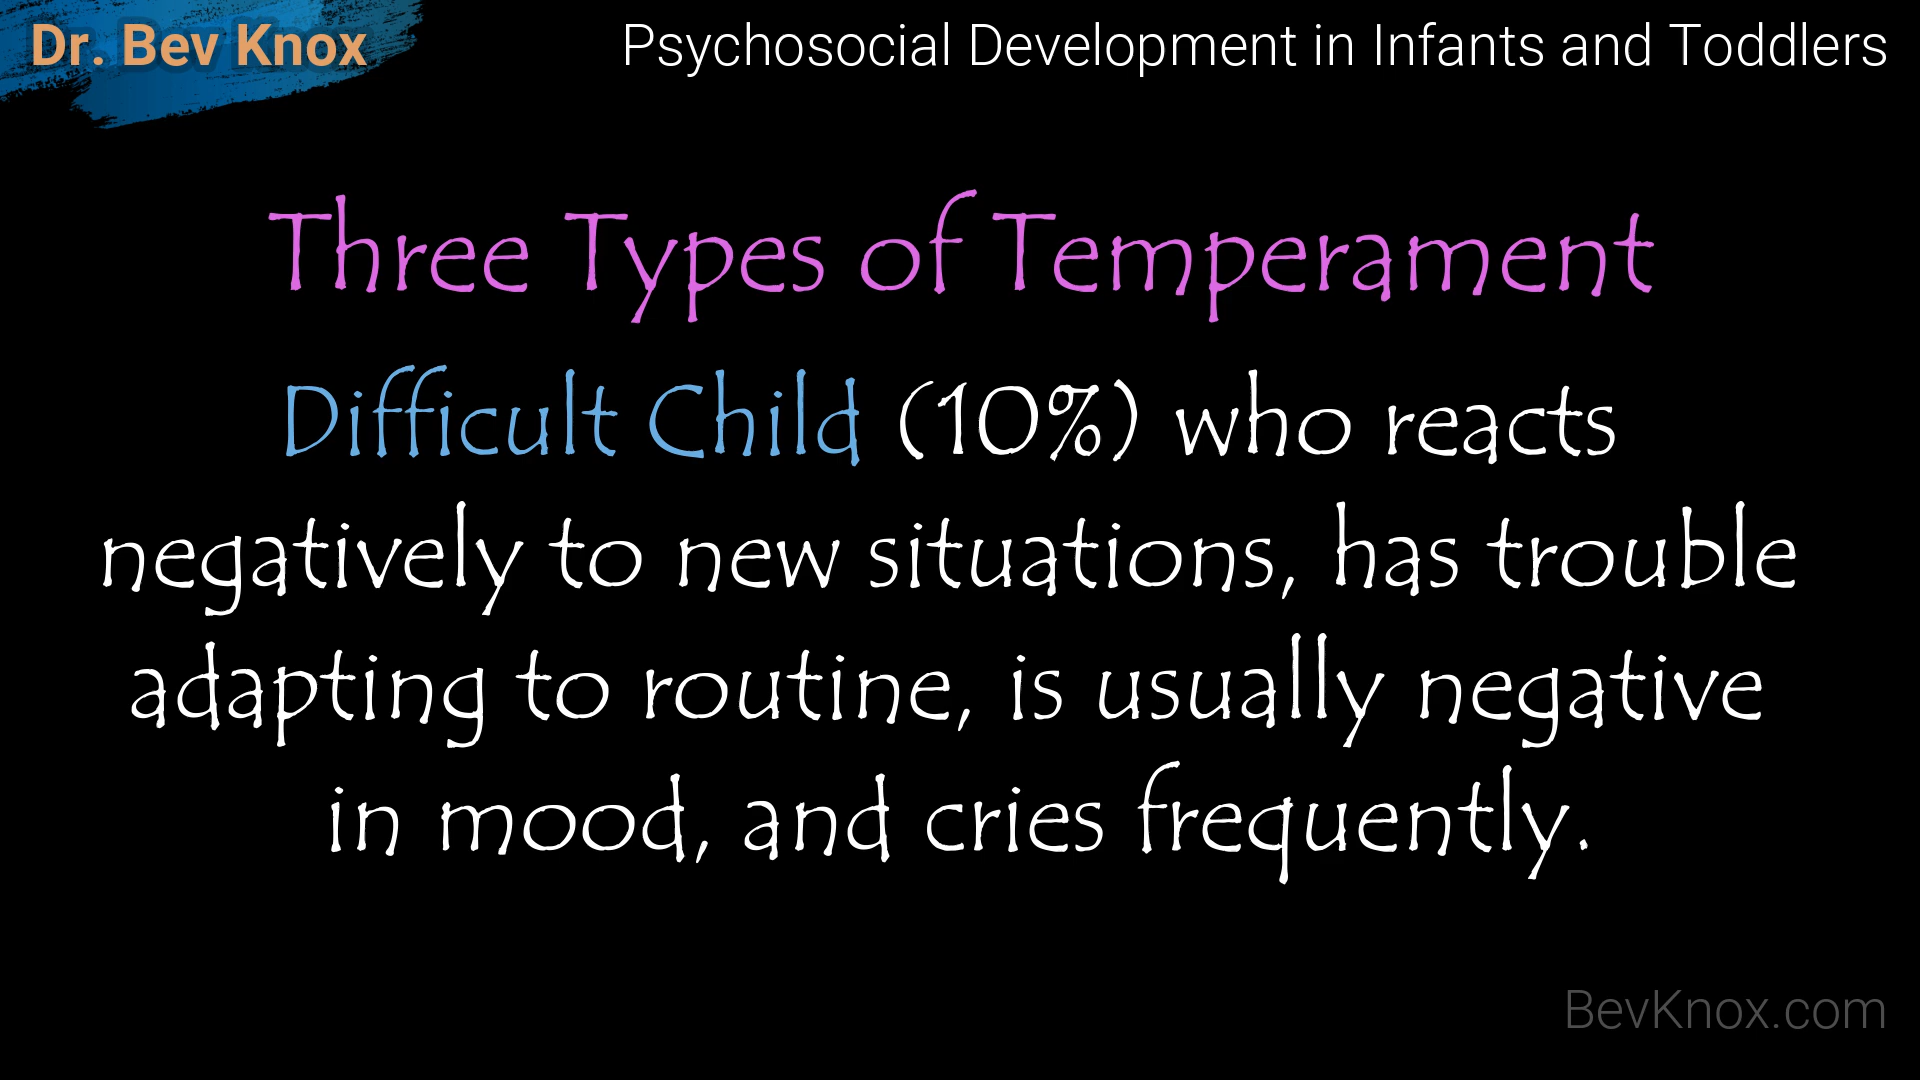 Dr. Bev Knox
Psychosocial Development in Infants and Toddlers
Three Types of Temperament
Difficult Child (10%) who reacts
negatively to new situations, has trouble
adapting to routine, is usually negative
in mood, and cries frequently.
BevKnox.com